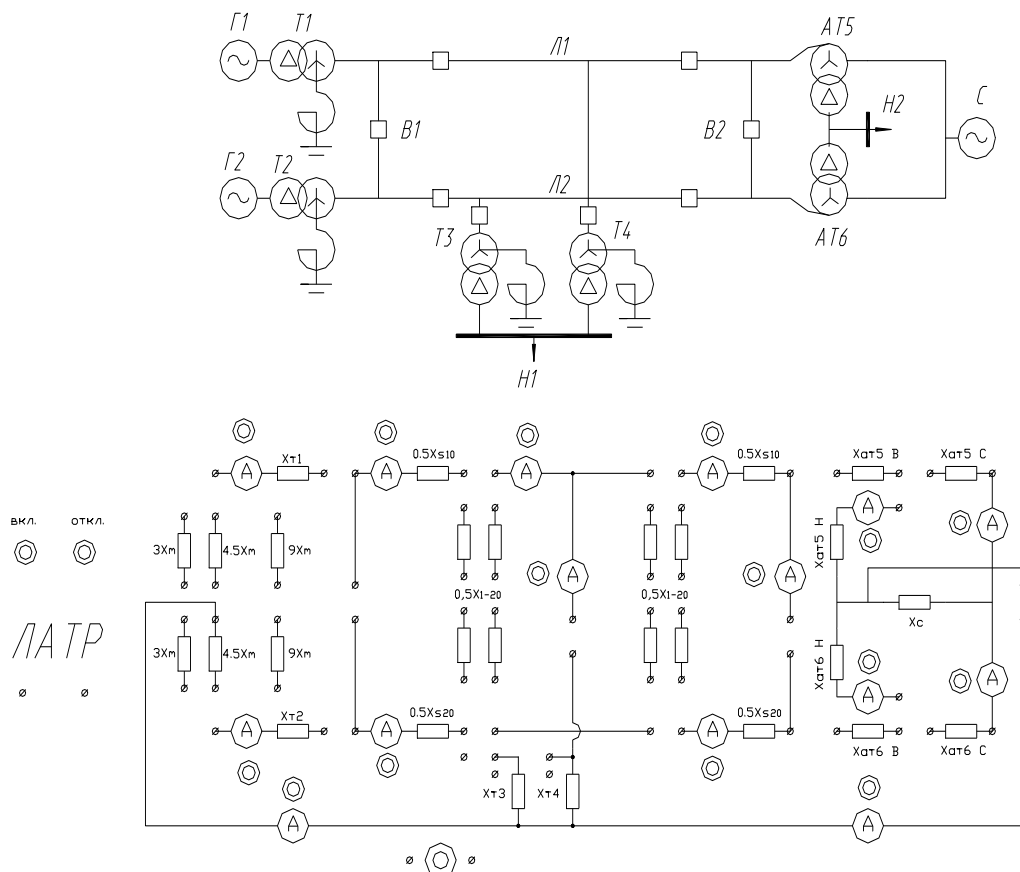 Г1 Т1 Л1 АТ5
С
Н2
В1 В2
Г2 Т2 Л2
Т3 Т4 АТ6
Н1
А Хт1 А 0.5Xs10 А А 0.5Xs10 Хат5 В Хат5 С
вкл. откл. А А
3Xm 4.5Xm 9Xm Хат5 Н
А А
0,5X1-20 0,5X1-20
Хс
ЛАТР 3Xm 4.5Xm 9Xm Хат6 Н
А А
А Хт2 А 0.5Xs20 А 0.5Xs20 Хат6 В Хат6 С
Хт3 Хт4
А А